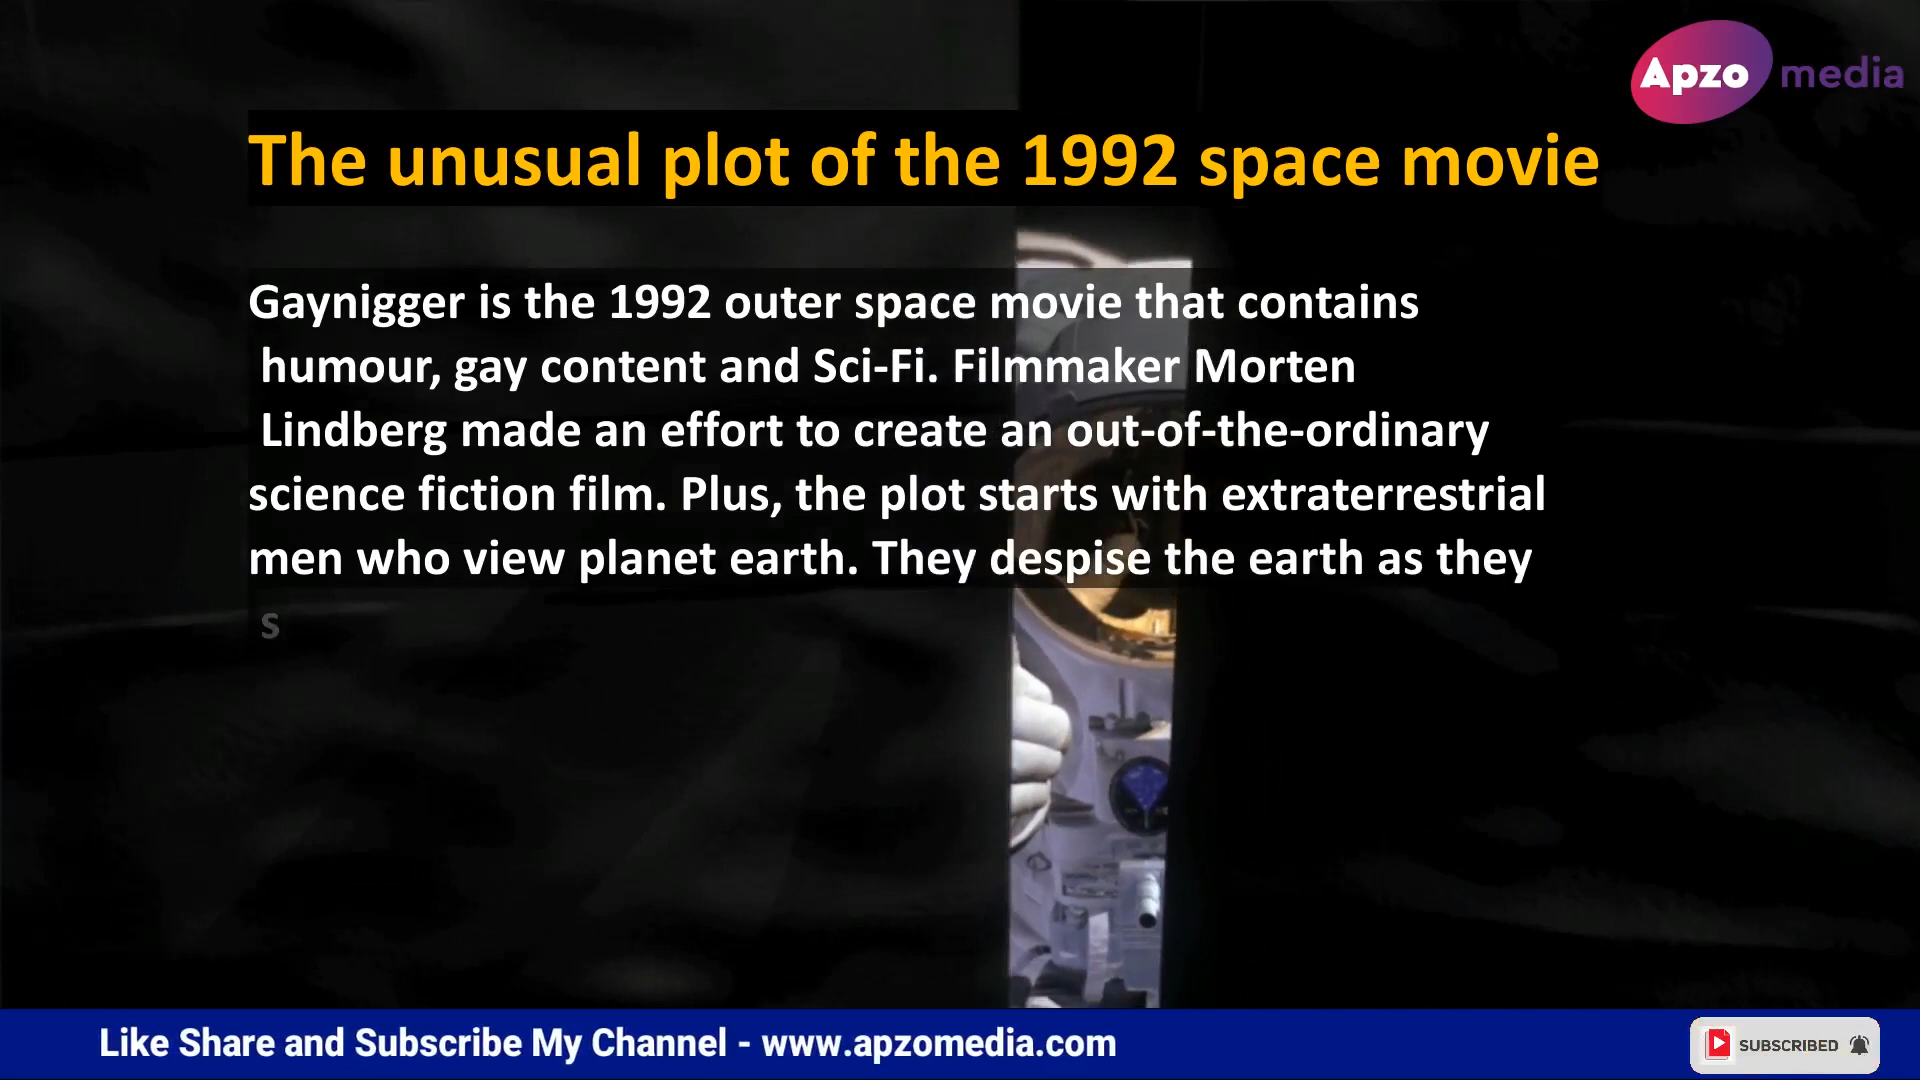 Apzo media
The unusual plot of the 1992 space movie
Gaynigger is the 1992 outer space movie that contains
humour, gay content and Sci-Fi. Filmmaker Morten
Lindberg made an effort to create an out-of-the-ordinary
science fiction film. Plus, the plot starts with extraterrestrial
men who view planet earth. They despise the earth as they
s
Like Share and Subscribe My Channel - www.apzomedia.com
SUBSCRIBED